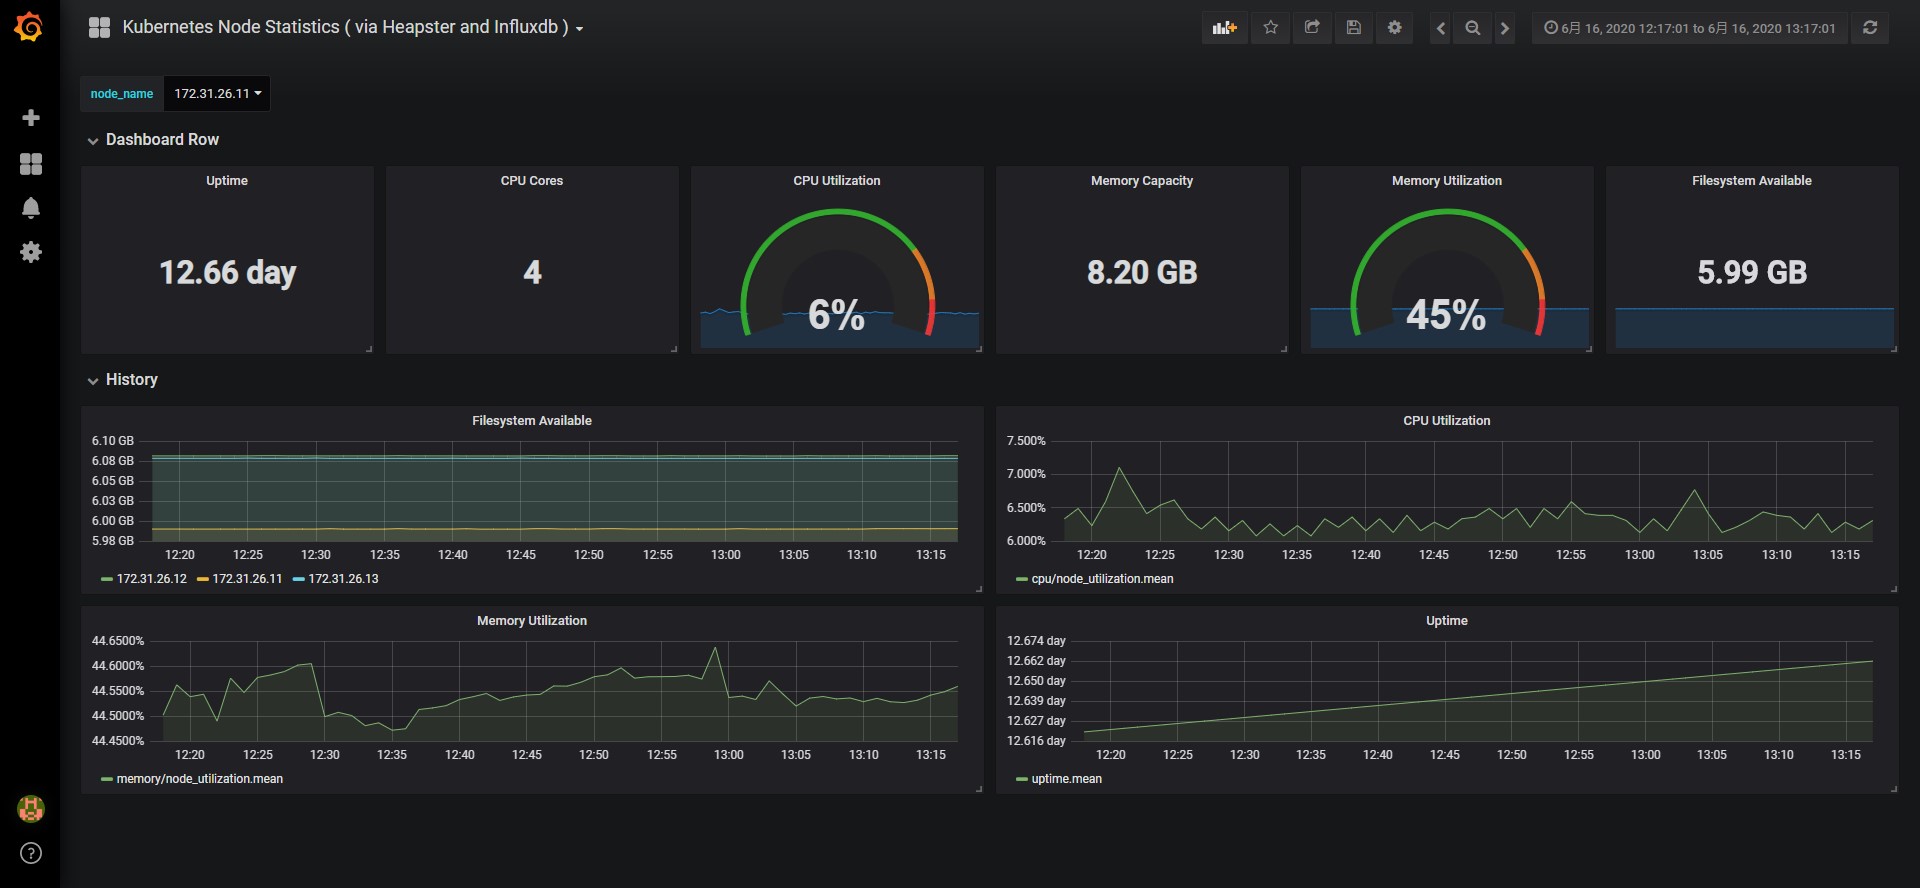 Kubernetes Node Statistics ( via Heapster and Influxdb )
6月 16, 2020 12:17:01 to 6月 16, 2020 13:17:01
node_name 172.31.26.11
Dashboard Row
Uptime
12.66 day
CPU Cores
4
CPU Utilization
6%
Memory Capacity
8.20 GB
Memory Utilization
45%
Filesystem Available
5.99 GB
History
Filesystem Available
6.10 GB
6.08 GB
6.05 GB
6.03 GB
6.00 GB
5.98 GB
12:20 12:25 12:30 12:35 12:40 12:45 12:50 12:55 13:00 13:05 13:10 13:15
172.31.26.12 172.31.26.11 172.31.26.13
CPU Utilization
7.500%
7.000%
6.500%
6.000%
12:20 12:25 12:30 12:35 12:40 12:45 12:50 12:55 13:00 13:05 13:10 13:15
cpu/node_utilization.mean
Memory Utilization
44.6500%
44.6000%
44.5500%
44.5000%
44.4500%
12:20 12:25 12:30 12:35 12:40 12:45 12:50 12:55 13:00 13:05 13:10 13:15
memory/node_utilization.mean
Uptime
12.674 day
12.662 day
12.650 day
12.639 day
12.627 day
12.616 day
12:20 12:25 12:30 12:35 12:40 12:45 12:50 12:55 13:00 13:05 13:10 13:15
uptime.mean